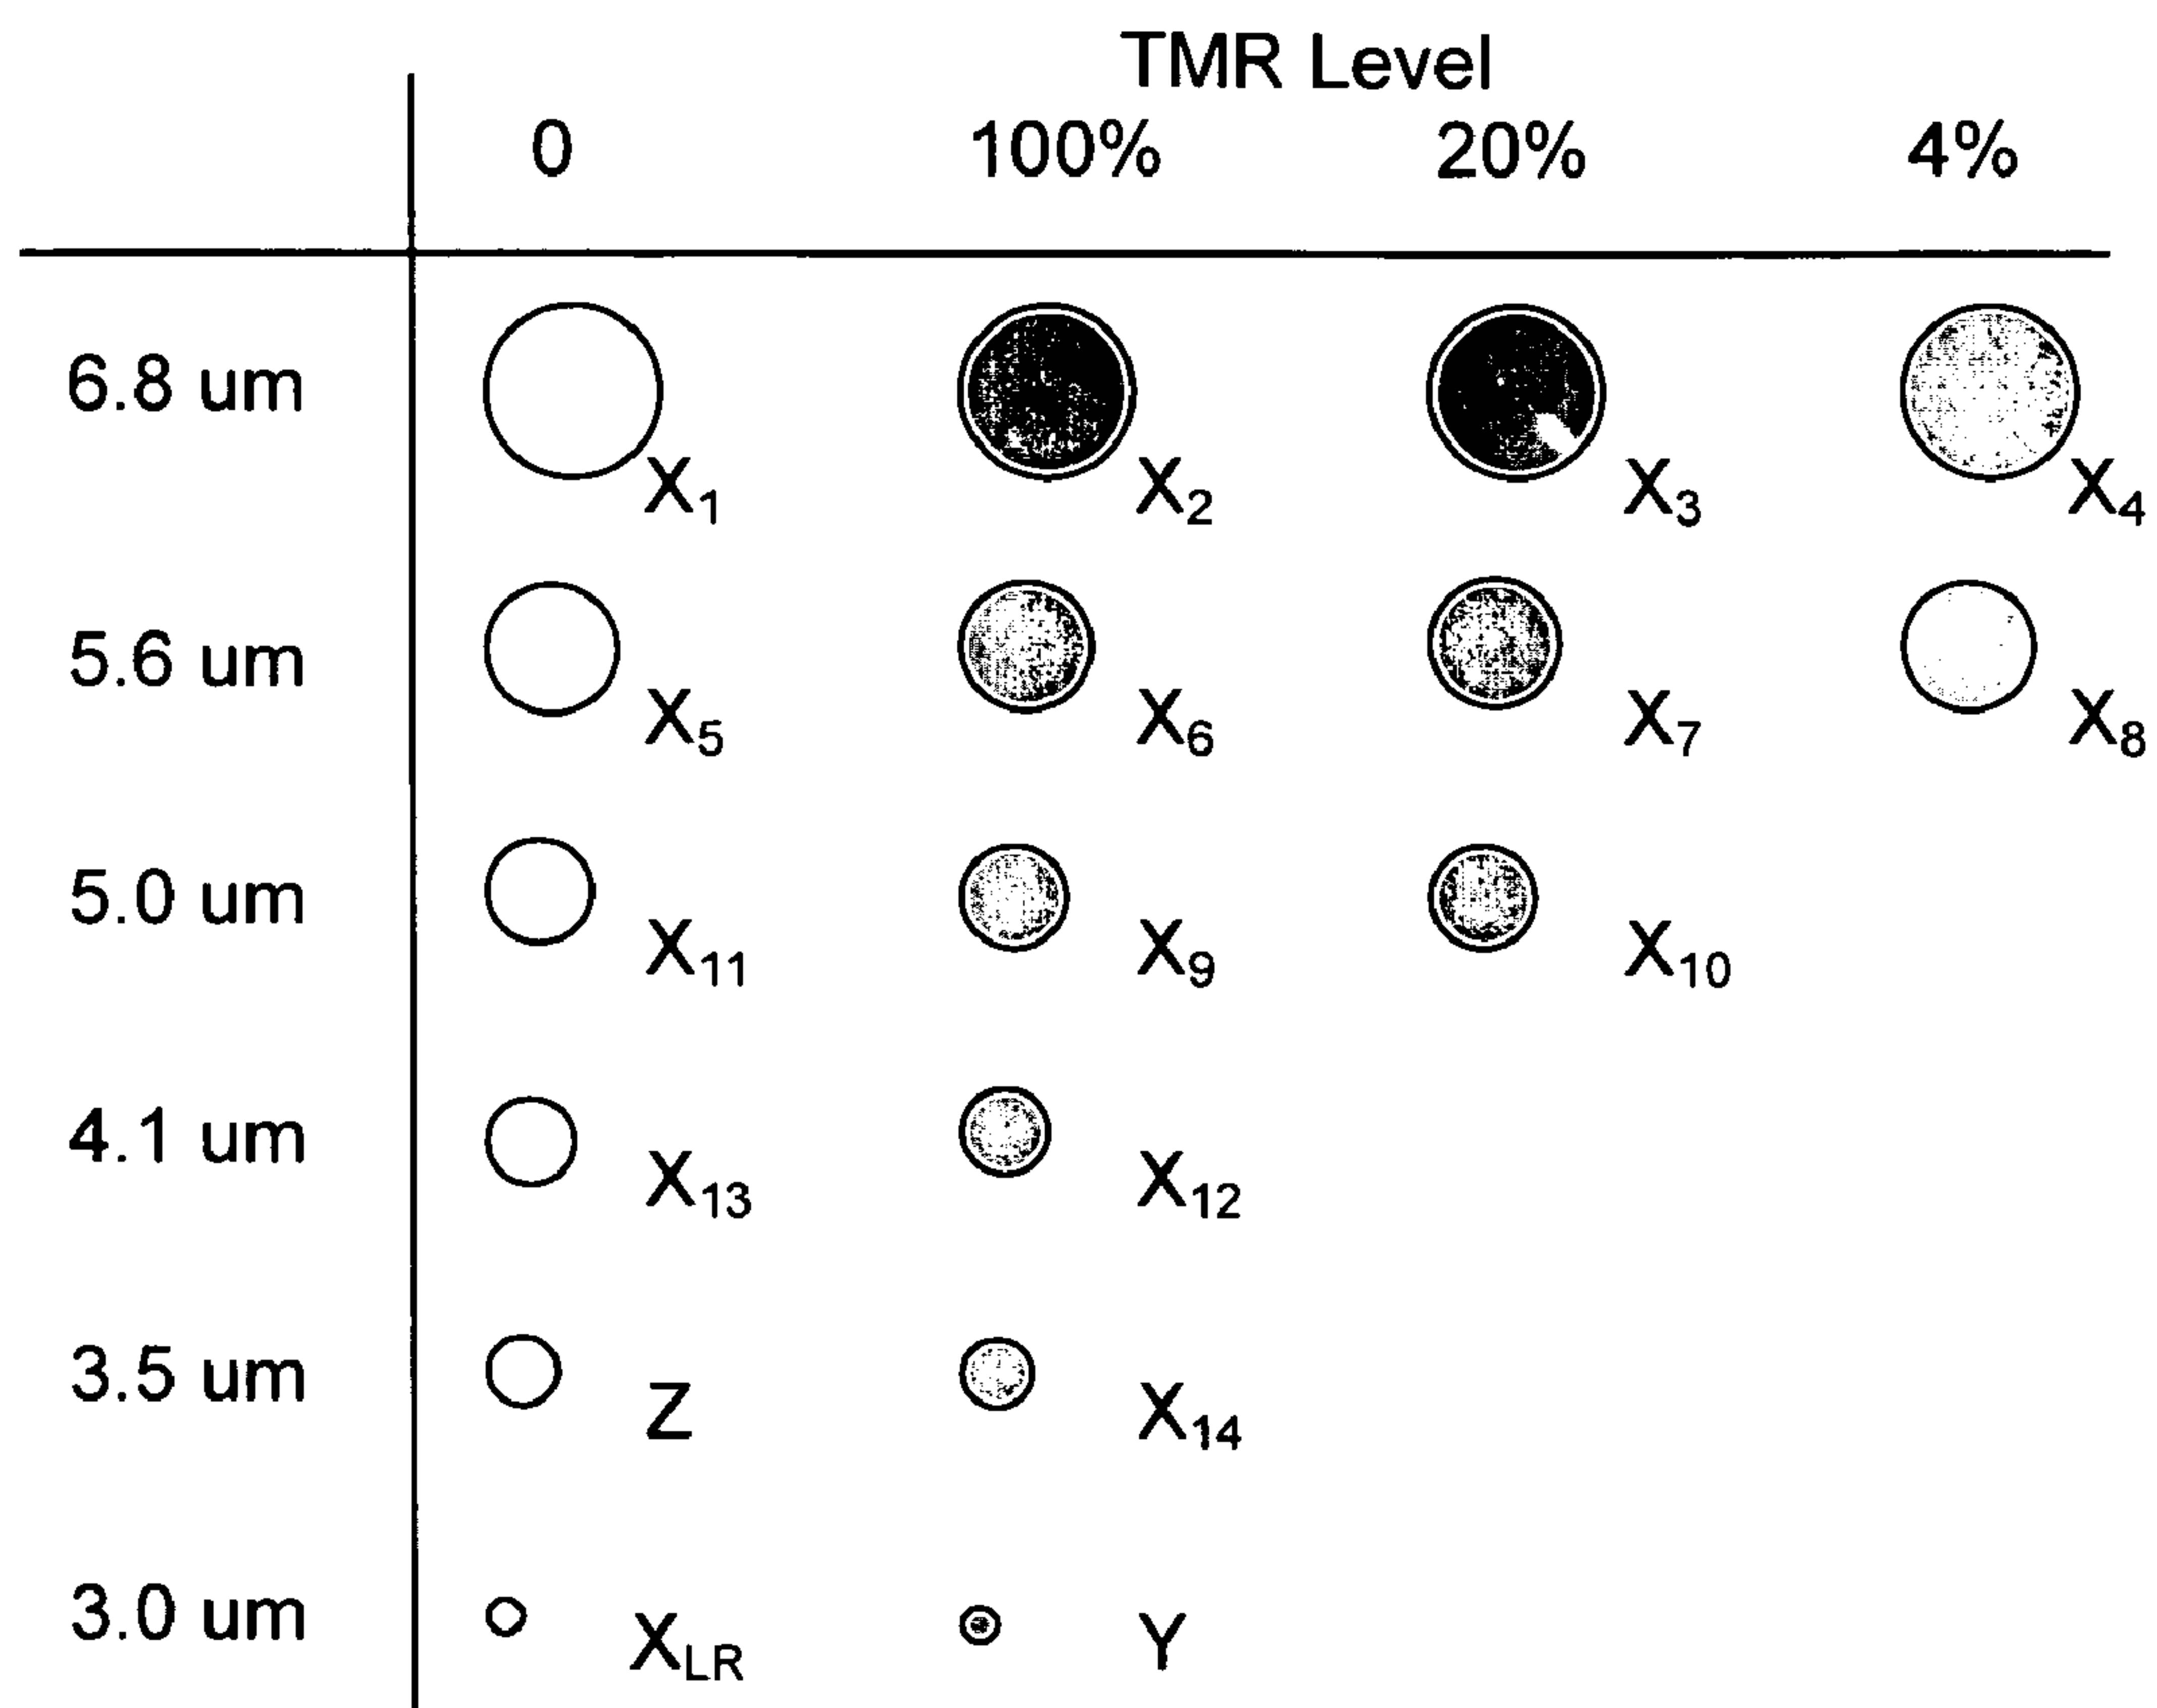 TMR Level
0 100% 20% 4%
6.8 um X1 X2 X3 X4
5.6 um X5 X6 X7 X8
5.0 um X11 X9 X10
4.1 um X13 X12
3.5 um Z X14
3.0 um XLR Y